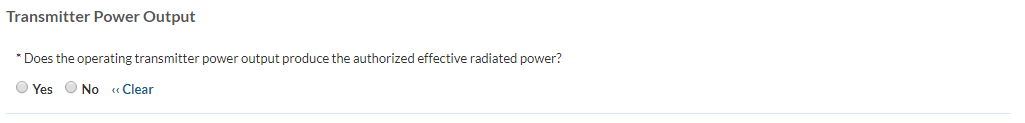 Transmitter Power Output
* Does the operating transmitter power output produce the authorized effective radiated power?
Yes No ‹‹ Clear